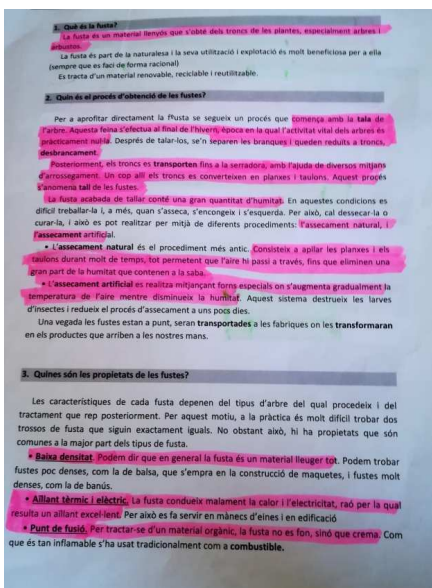 1. Què és la fusta?
La fusta és un material llenyós que s'obté dels troncs de les plantes, especialment arbres i
arbustos.
La fusta és part de la naturalesa i la seva utilització i explotació és molt beneficiosa per a ella
(sempre que es faci de forma racional)
Es tracta d'un material renovable, reciclable i reutilitzable.
2. Quin és el procés d'obtenció de les fustes?
Per a aprofitar directament la ffusta se segueix un procés que comença amb la tala de
l'arbre. Aquesta feina s'efectua al final de l'hivern, època en la qual l'activitat vital dels arbres és
pràcticament nul·la. Després de talar-los, se'n separen les branques i queden reduïts a troncs,
desbrancament.
Posteriorment, els troncs es transporten fins a la serradora, amb l'ajuda de diversos mitjans
d'arrossegament. Un cop allí els troncs es converteixen en planxes i taulons. Aquest procés
s'anomena tall de les fustes.
La fusta acabada de tallar conté una gran quantitat d'humitat. En aquestes condicions es
difícil treballar-la i, a més, quan s'asseca, s'encongeix i s'esquerda. Per això, cal dessecar-la o
curar-la, i això es pot realitzar per mitjà de diferents procediments: l'assecament natural, i
l'assecament artificial.
• L'assecament natural és el procediment més antic. Consisteix a apilar les planxes i els
taulons durant molt de temps, tot permetent que l'aire hi passi a través, fins que eliminen una
gran part de la humitat que contenen a la saba.
• L'assecament artificial es realitza mitjançant forns especials on s'augmenta gradualment la
temperatura de l'aire mentre disminueix la humitat. Aquest sistema destrueix les larves
d'insectes i redueix el procés d'assecament a uns pocs dies.
Una vegada les fustes estan a punt, seran transportades a les fabriques on les transformaran
en els productes que arriben a les nostres mans.
3. Quines són les propietats de les fustes?
Les característiques de cada fusta depenen del tipus d'arbre del qual procedeix i del
tractament que rep posteriorment. Per aquest motiu, a la pràctica és molt difícil trobar dos
trossos de fusta que siguin exactament iguals. No obstant això, hi ha propietats que són
comunes a la major part dels tipus de fusta.
• Baixa densitat. Podem dir que en general la fusta és un material lleuger tot. Podem trobar
fustes poc denses, com la de balsa, que s'empra en la construcció de maquetes, i fustes molt
denses, com la de banús.
• Aïllant tèrmic i elèctric. La fusta condueix malament la calor i l'electricitat, raó per la qual
resulta un aïllant excel·lent. Per això es fa servir en mànecs d'eines i en edificació
• Punt de fusió. Per tractar-se d'un material orgànic, la fusta no es fon, sinó que crema. Com
que és tan inflamable s'ha usat tradicionalment com a combustible.